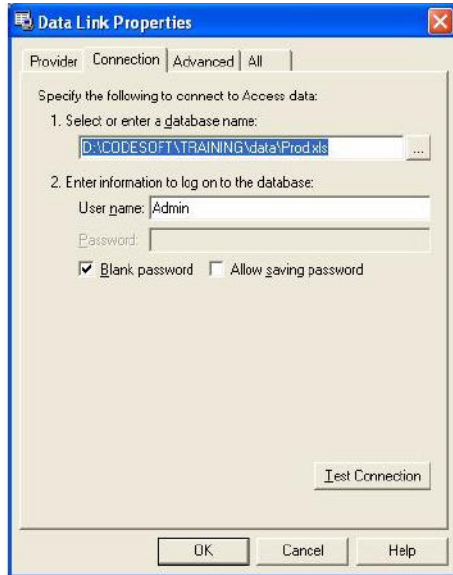 Data Link Properties
Provider Connection Advanced All
Specify the following to connect to Access data:
1. Select or enter a database name:
D:\CODESOFT\TRAINING\data\Prod.xls ...
2. Enter information to log on to the database:
User name: Admin
Password:
Blank password Allow saving password
Test Connection
OK Cancel Help